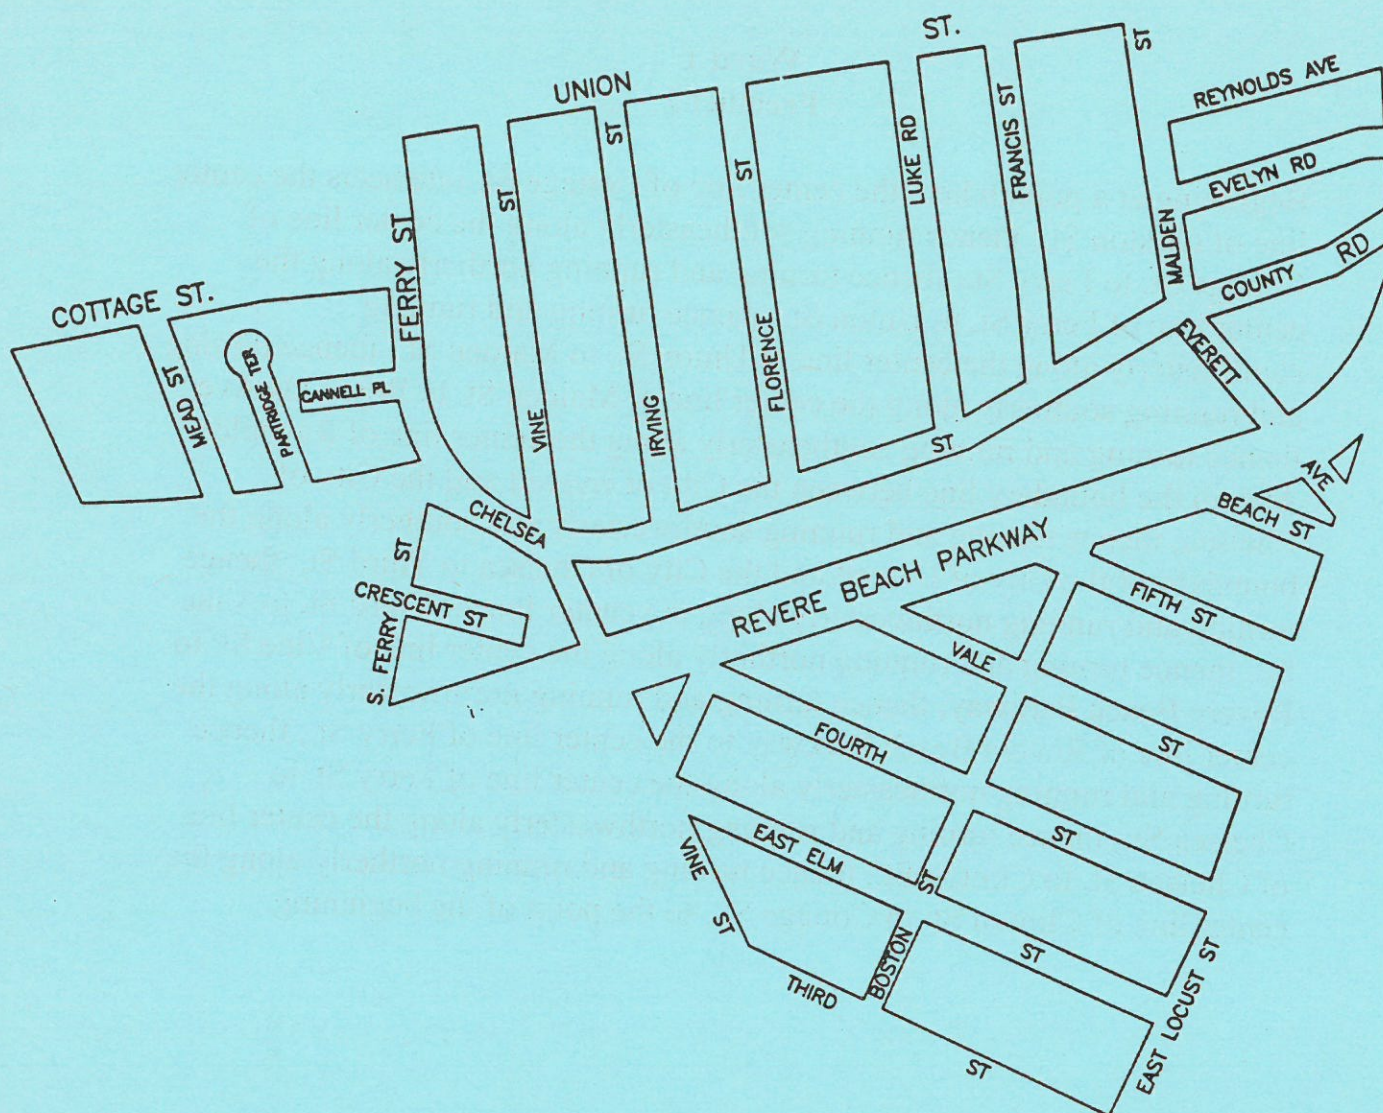 ST.
UNION
ST
ST
ST
ST
REYNOLDS AVE
EVELYN RD
LUKE RD
FRANCIS ST
FERRY ST
MALDEN
COUNTY RD
COTTAGE ST.
MEAD ST
PARTRIDGE TER
CANNELL PL
VINE
IRVING
FLORENCE
EVERETT
ST
AVE
CHELSEA
ST
BEACH ST
CRESCENT ST
S. FERRY
REVERE BEACH PARKWAY
FIFTH ST
VALE
FOURTH
ST
EAST ELM
ST
ST
VINE
ST
ST
BOSTON
THIRD
ST
EAST LOCUST ST